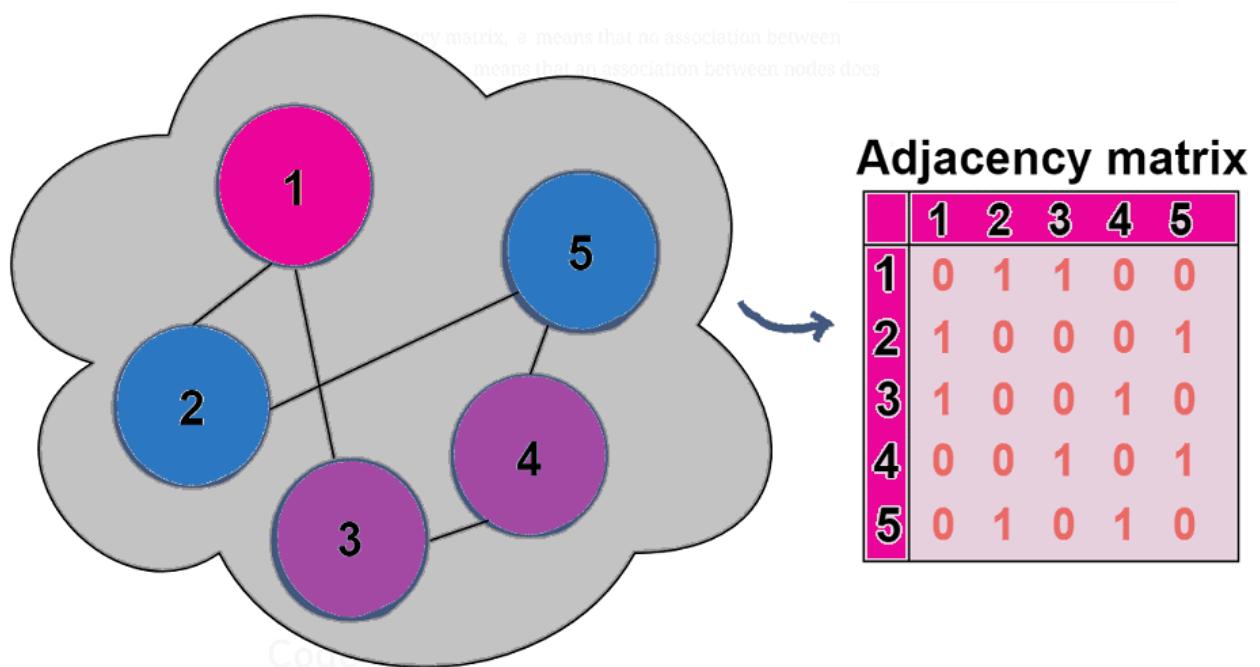 cy matrix, e means that no association between
means that an association between nodes does
1
5
2
4
3
Adjacency matrix
1 2 3 4 5
1 0 1 1 0 0
2 1 0 0 0 1
3 1 0 0 1 0
4 0 0 1 0 1
5 0 1 0 1 0
Code